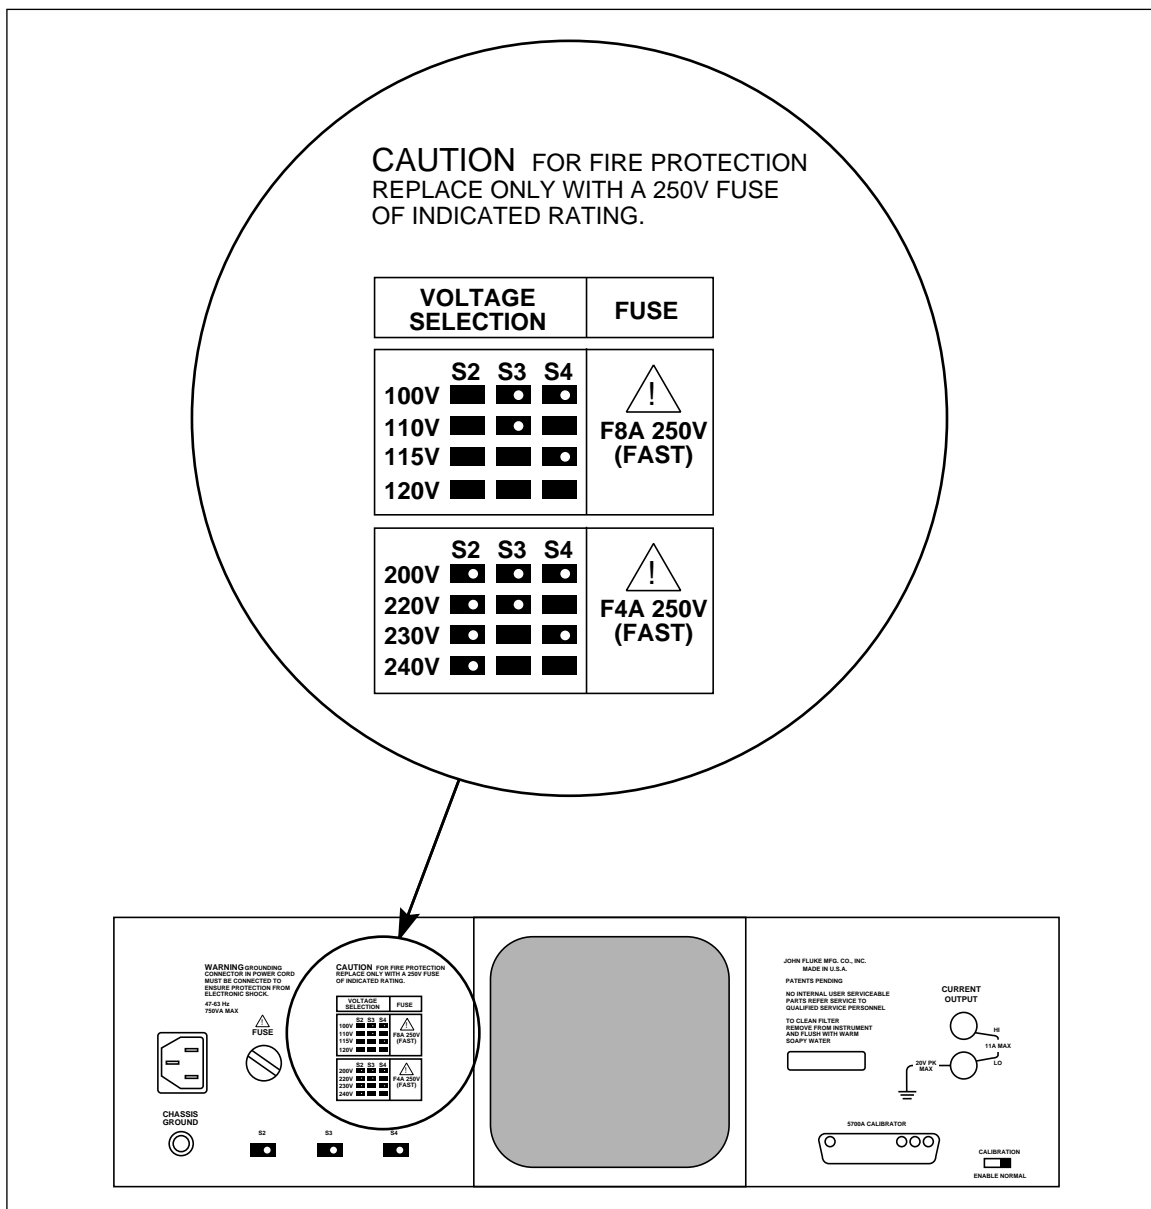 CAUTION FOR FIRE PROTECTION
REPLACE ONLY WITH A 250V FUSE
OF INDICATED RATING.
VOLTAGE
SELECTION
FUSE
S2 S3 S4
100V
110V
115V
120V
!
F8A 250V
(FAST)
S2 S3 S4
200V
220V
230V
240V
!
F4A 250V
(FAST)
WARNING GROUNDING
CONNECTOR IN POWER CORD
MUST BE CONNECTED TO
ENSURE PROTECTION FROM
ELECTRONIC SHOCK.
47-63 Hz
750VA MAX
!
FUSE
CHASSIS
GROUND
CAUTION FOR FIRE PROTECTION
REPLACE ONLY WITH A 250V FUSE
OF INDICATED RATING.
VOLTAGE
SELECTION
FUSE
S2 S3 S4
100V
110V
115V
120V
!
F8A 250V
(FAST)
S2 S3 S4
200V
220V
230V
240V
!
F4A 250V
(FAST)
S2
S3
S4
JOHN FLUKE MFG. CO., INC.
MADE IN U.S.A.
PATENTS PENDING
NO INTERNAL USER SERVICEABLE
PARTS REFER SERVICE TO
QUALIFIED SERVICE PERSONNEL
TO CLEAN FILTER
REMOVE FROM INSTRUMENT
AND FLUSH WITH WARM
SOAPY WATER
CURRENT
OUTPUT
HI
11A MAX
LO
20V PK
MAX
5700A CALIBRATOR
CALIBRATION
ENABLE NORMAL